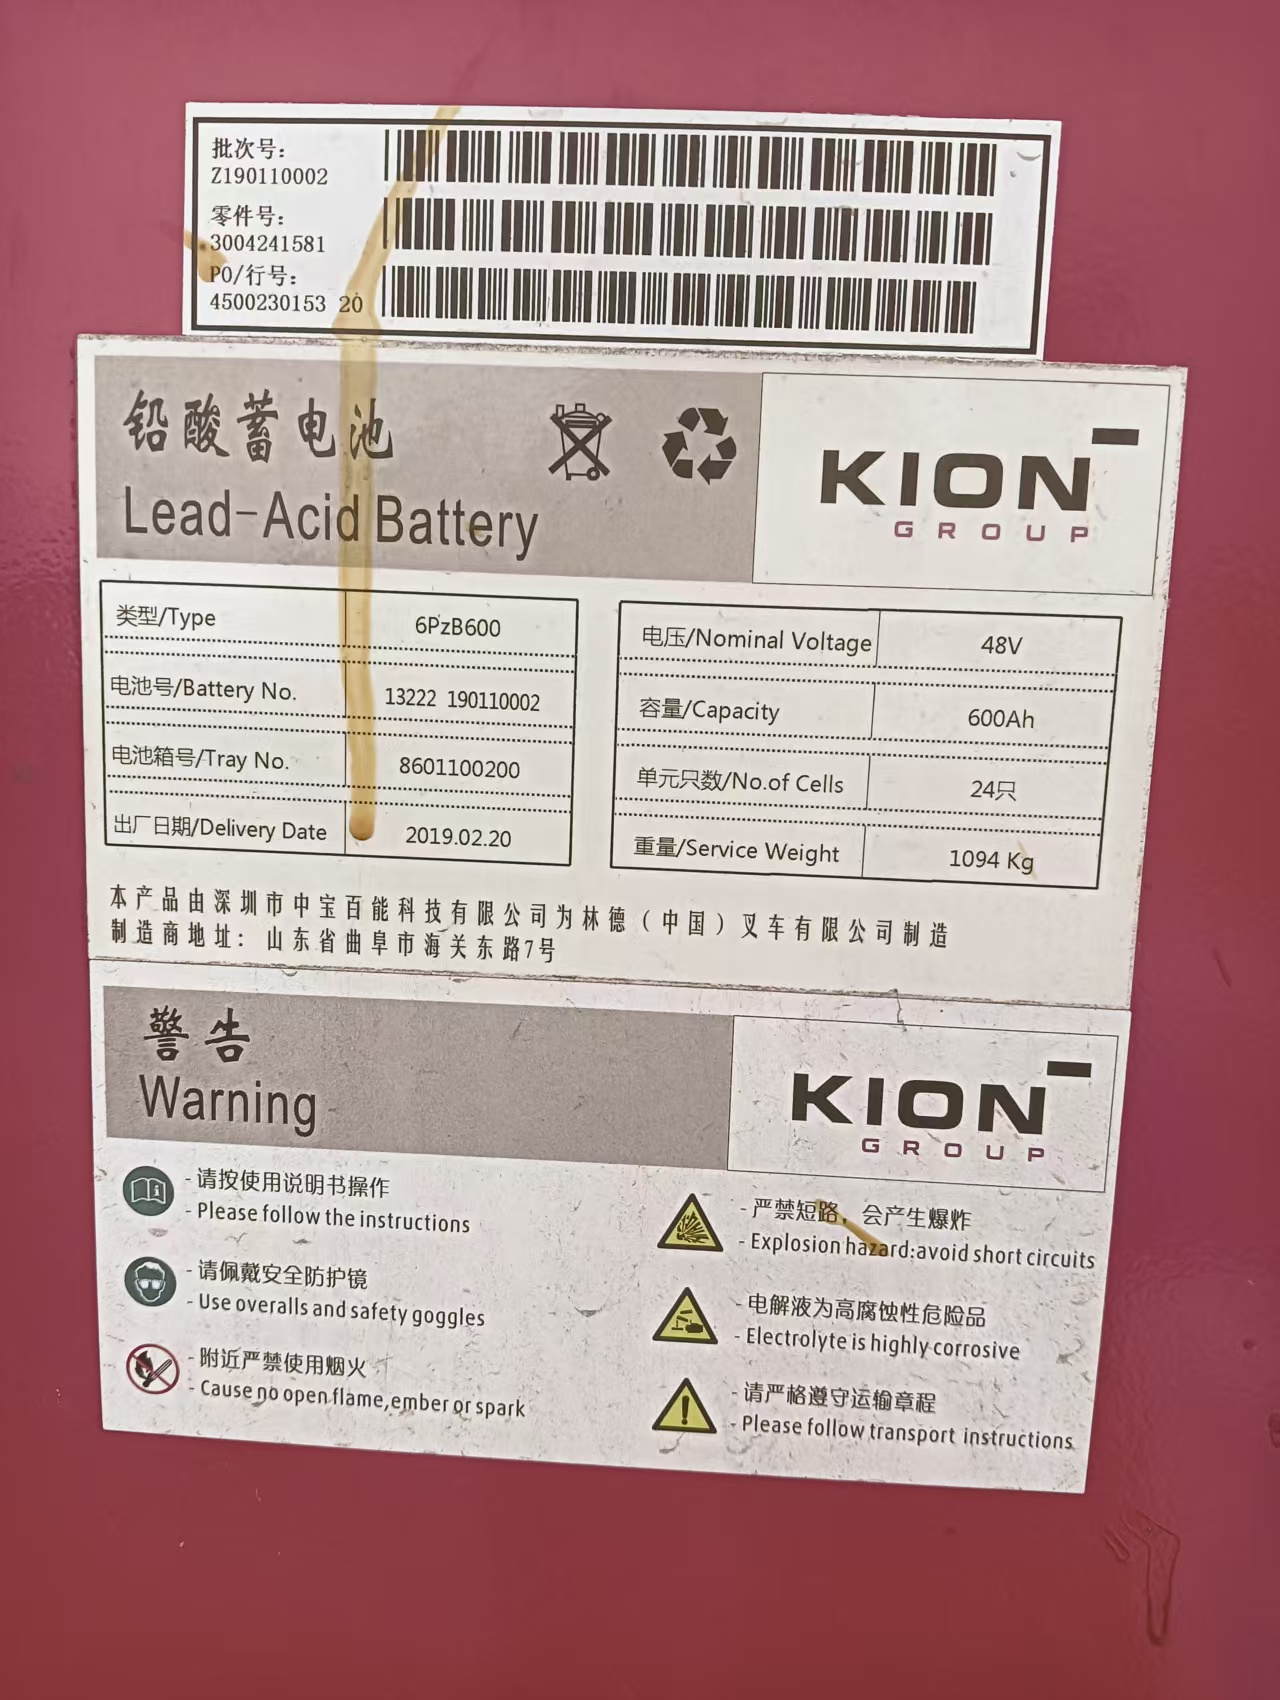 批次号:
Z190110002
零件号:
3004241581
PO/行号:
4500230153 20
铅酸蓄电池
Lead-Acid Battery
KION
GROUP
类型/Type 6PzB600
电池号/Battery No. 13222 190110002
电池箱号/Tray No. 8601100200
出厂日期/Delivery Date 2019.02.20
电压/Nominal Voltage 48V
容量/Capacity 600Ah
单元只数/No.of Cells 24只
重量/Service Weight 1094 Kg
本产品由深圳市中宝百能科技有限公司为林德（中国）叉车有限公司制造
制造商地址: 山东省曲阜市海关东路7号
警告
Warning
KION
GROUP
- 请按使用说明书操作
- Please follow the instructions
- 请佩戴安全防护镜
- Use overalls and safety goggles
- 附近严禁使用烟火
- Cause no open flame,ember or spark
- 严禁短路，会产生爆炸
- Explosion hazard:avoid short circuits
- 电解液为高腐蚀性危险品
- Electrolyte is highly corrosive
- 请严格遵守运输章程
- Please follow transport instructions